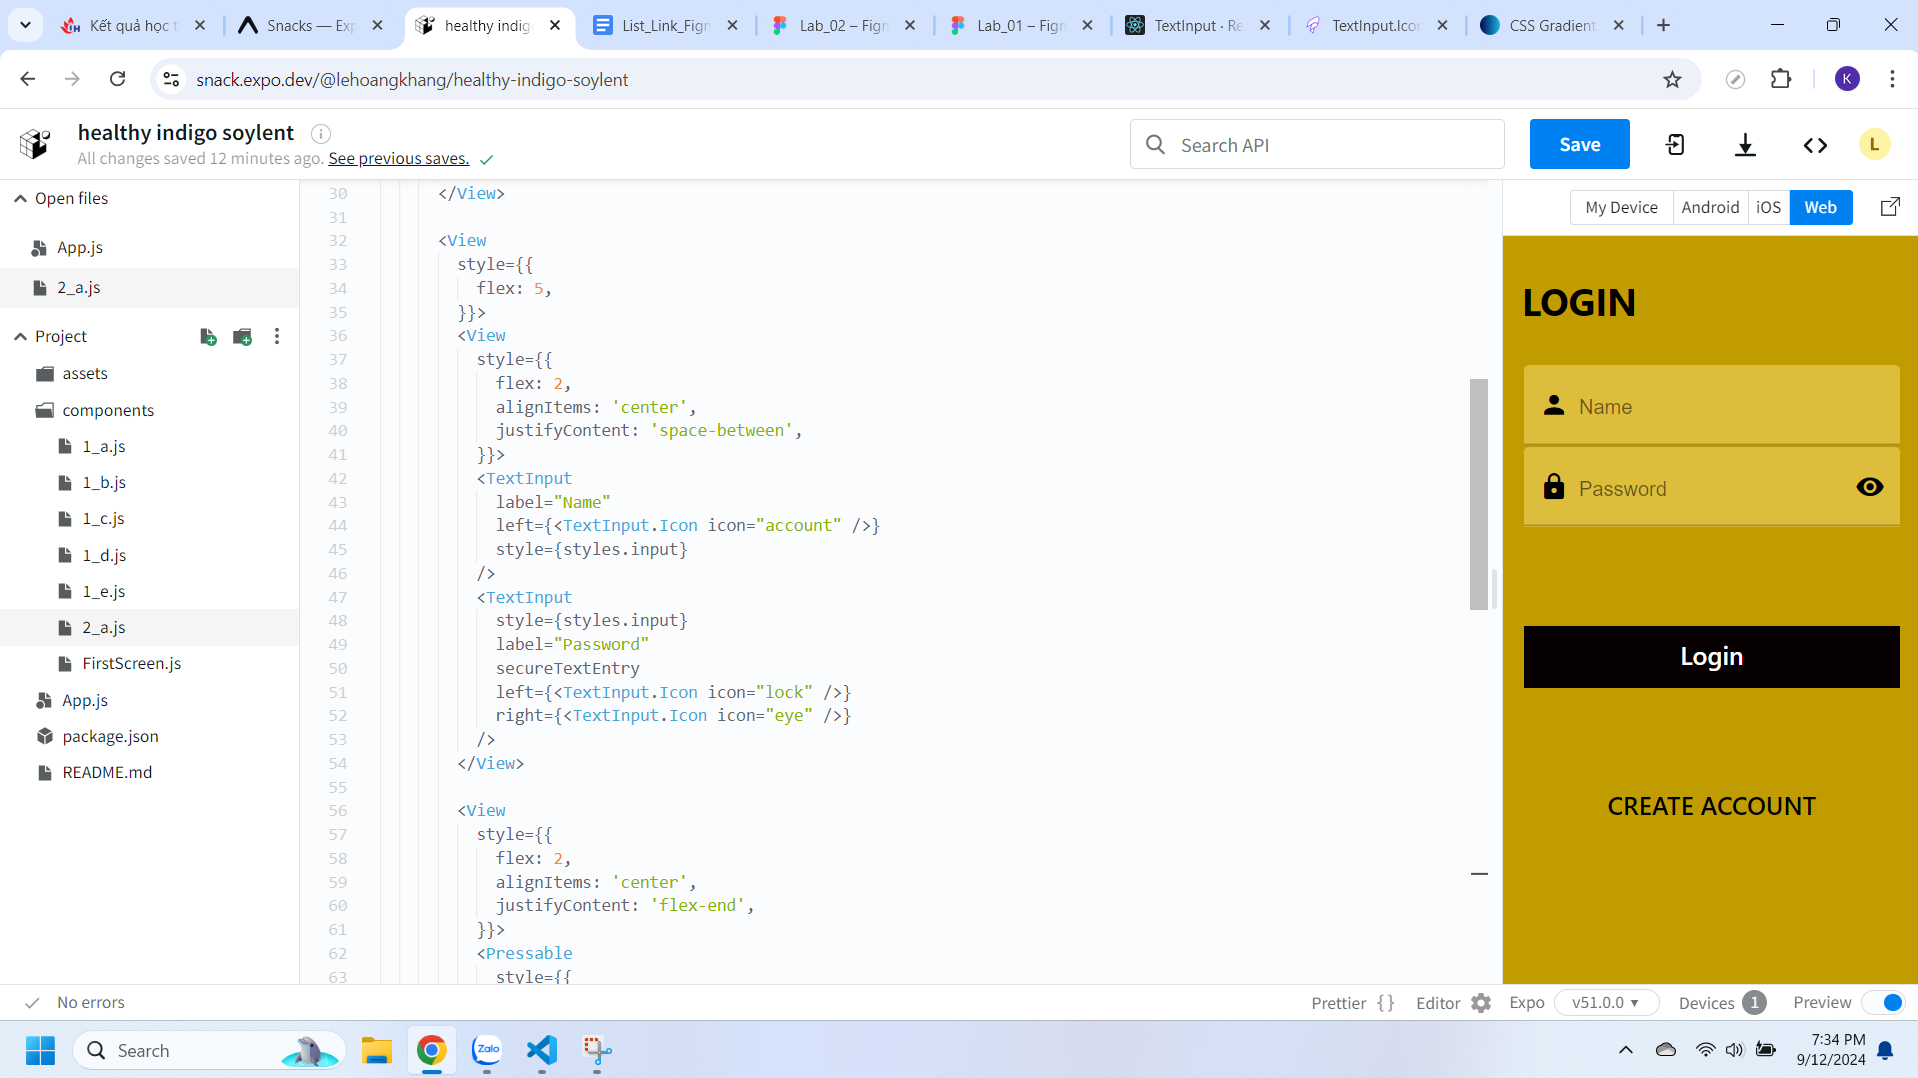 Kết quả học t
Snacks — Exp
healthy indig
List_Link_Figm
Lab_02 – Figm
Lab_01 – Figm
TextInput · Re
TextInput.Icon
CSS Gradient
snack.expo.dev/@lehoangkhang/healthy-indigo-soylent
K
healthy indigo soylent
All changes saved 12 minutes ago. See previous saves.
Search API
Save
L
Open files
App.js
2_a.js
Project
assets
components
1_a.js
1_b.js
1_c.js
1_d.js
1_e.js
2_a.js
FirstScreen.js
App.js
package.json
README.md
30 </View>
31
32 <View
33 style={{
34 flex: 5,
35 }}>
36 <View
37 style={{
38 flex: 2,
39 alignItems: 'center',
40 justifyContent: 'space-between',
41 }}>
42 <TextInput
43 label="Name"
44 left={<TextInput.Icon icon="account" />}
45 style={styles.input}
46 />
47 <TextInput
48 style={styles.input}
49 label="Password"
50 secureTextEntry
51 left={<TextInput.Icon icon="lock" />}
52 right={<TextInput.Icon icon="eye" />}
53 />
54 </View>
55
56 <View
57 style={{
58 flex: 2,
59 alignItems: 'center',
60 justifyContent: 'flex-end',
61 }}>
62 <Pressable
63 style={{
My Device
Android
iOS
Web
LOGIN
Name
Password
Login
CREATE ACCOUNT
No errors
Prettier { }
Editor
Expo
v51.0.0
Devices 1
Preview
Search
Zalo
7:34 PM
9/12/2024